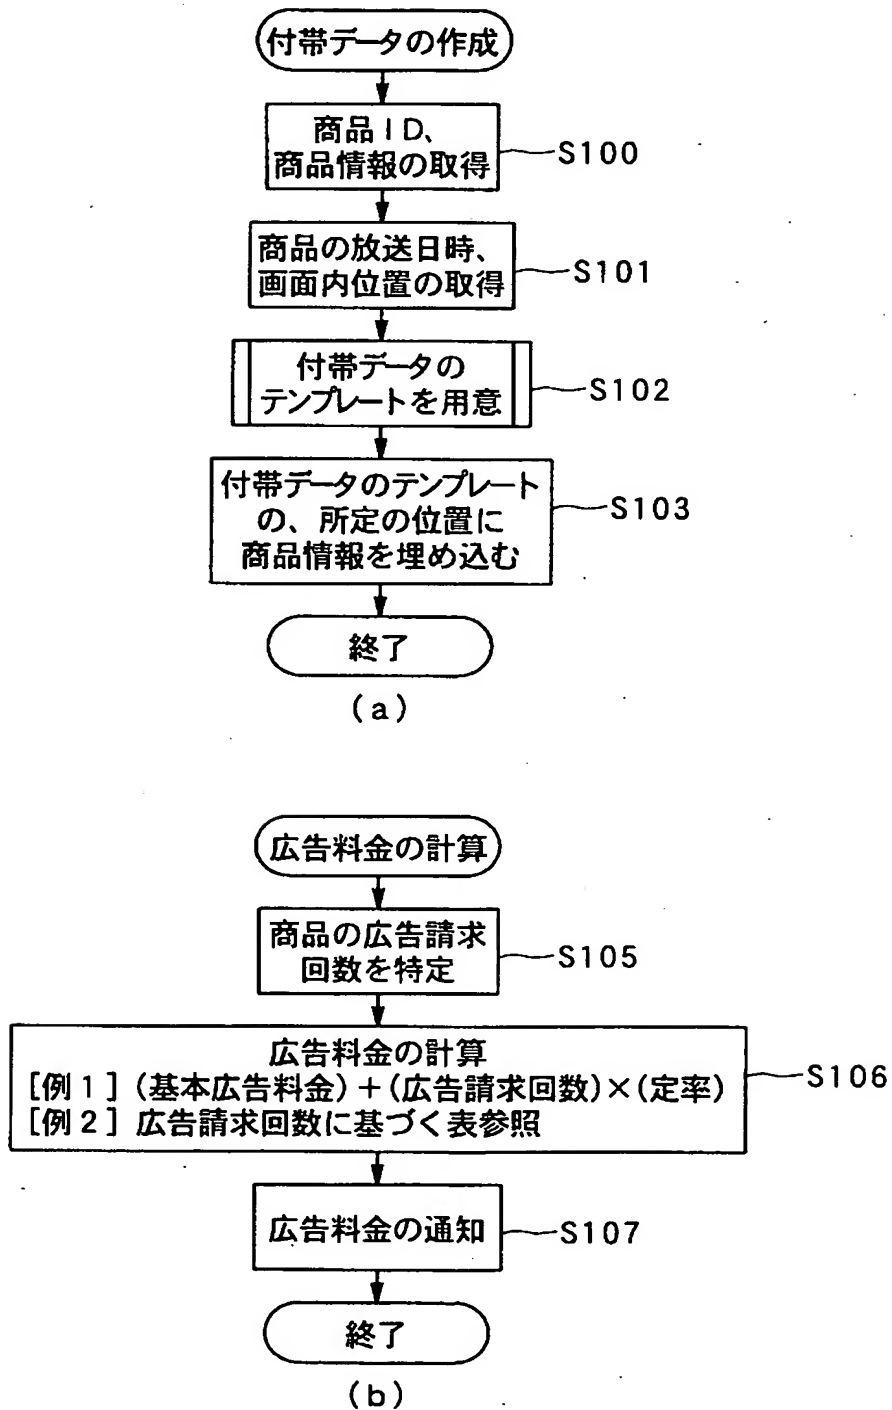 付帯データの作成
商品ID、
商品情報の取得
S100
商品の放送日時、
画面内位置の取得
S101
付帯データの
テンプレートを用意
S102
付帯データのテンプレート
の、所定の位置に
商品情報を埋め込む
S103
終了
(a)
広告料金の計算
商品の広告請求
回数を特定
S105
広告料金の計算
[例1](基本広告料金)+(広告請求回数)×(定率)
[例2]広告請求回数に基づく表参照
S106
広告料金の通知
S107
終了
(b)